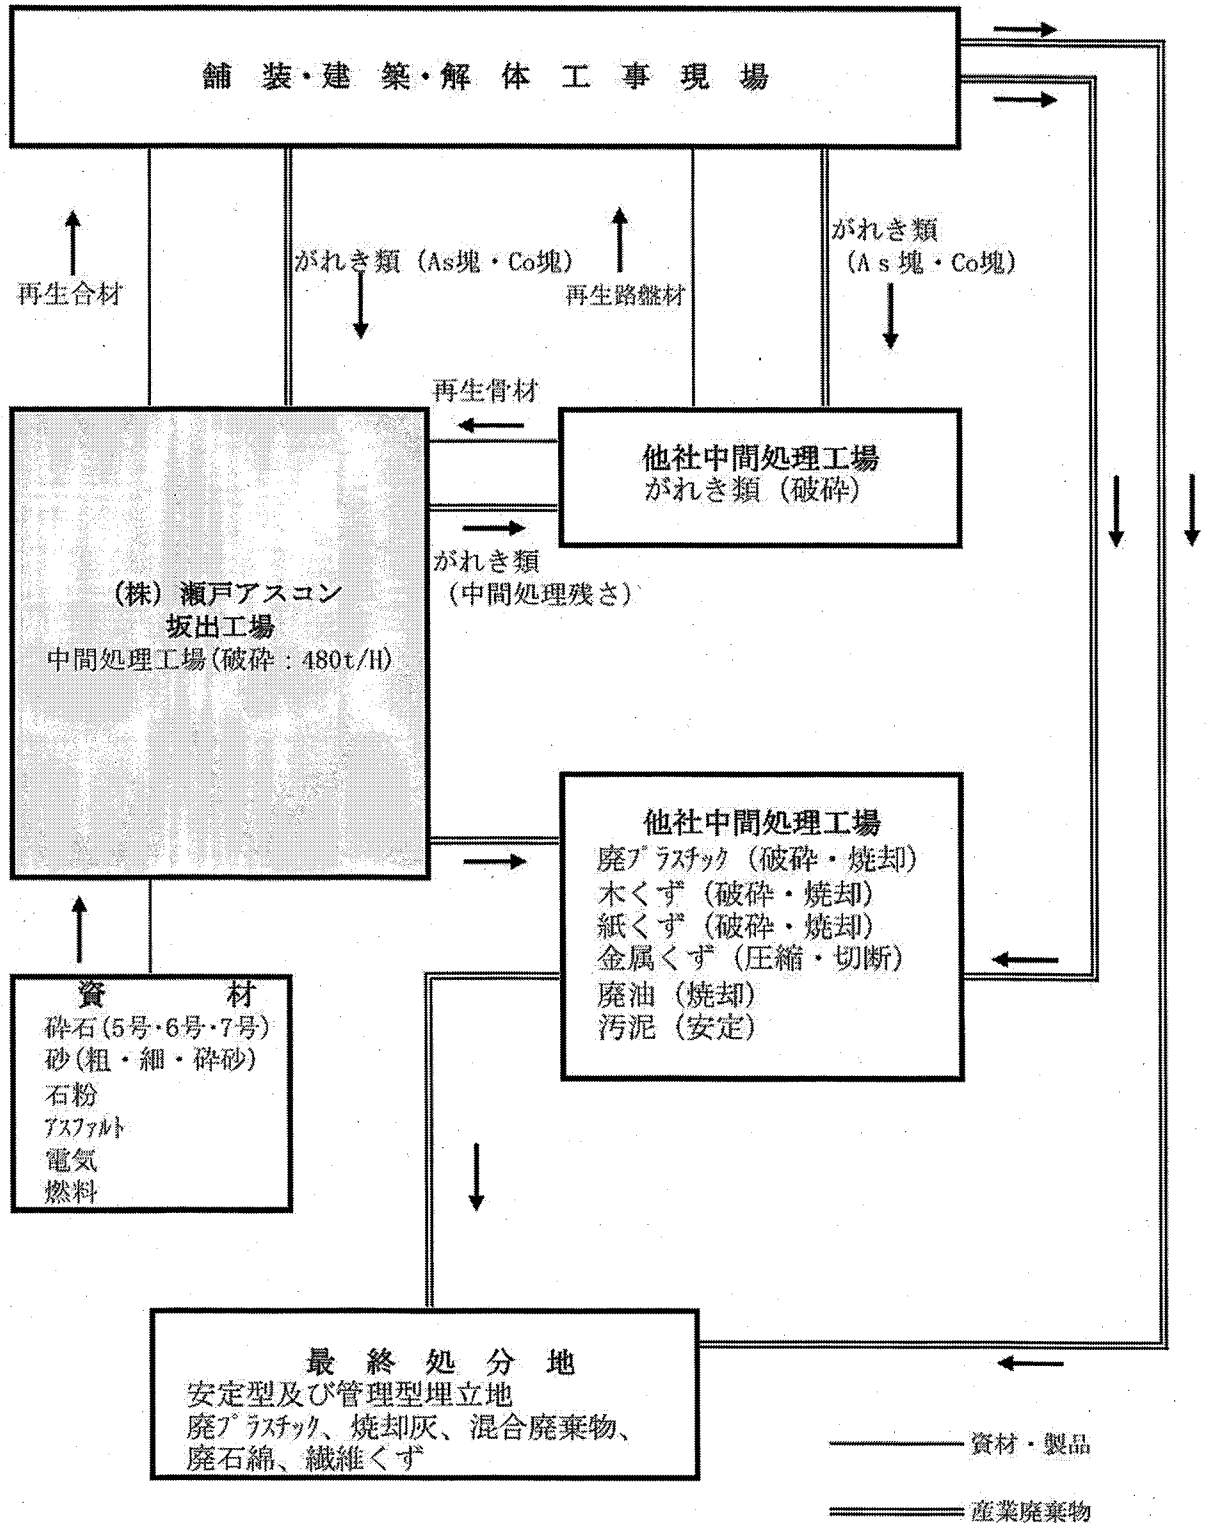 舗装・建築・解体工事現場
再生合材
がれき類（As塊・Co塊）
再生路盤材
がれき類
（As塊・Co塊）
再生骨材
他社中間処理工場
がれき類（破砕）
がれき類
（中間処理残さ）
（株）瀬戸アスコン
坂出工場
中間処理工場(破砕：480t/H)
他社中間処理工場
廃ﾌﾟﾗｽﾁｯｸ（破砕・焼却）
木くず（破砕・焼却）
紙くず（破砕・焼却）
金属くず（圧縮・切断）
廃油（焼却）
汚泥（安定）
資材
砕石(5号･6号･7号)
砂(粗・細・砕砂)
石粉
ｱｽﾌｧﾙﾄ
電気
燃料
最終処分地
安定型及び管理型埋立地
廃ﾌﾟﾗｽﾁｯｸ、焼却灰、混合廃棄物、
廃石綿、繊維くず
資材・製品
産業廃棄物